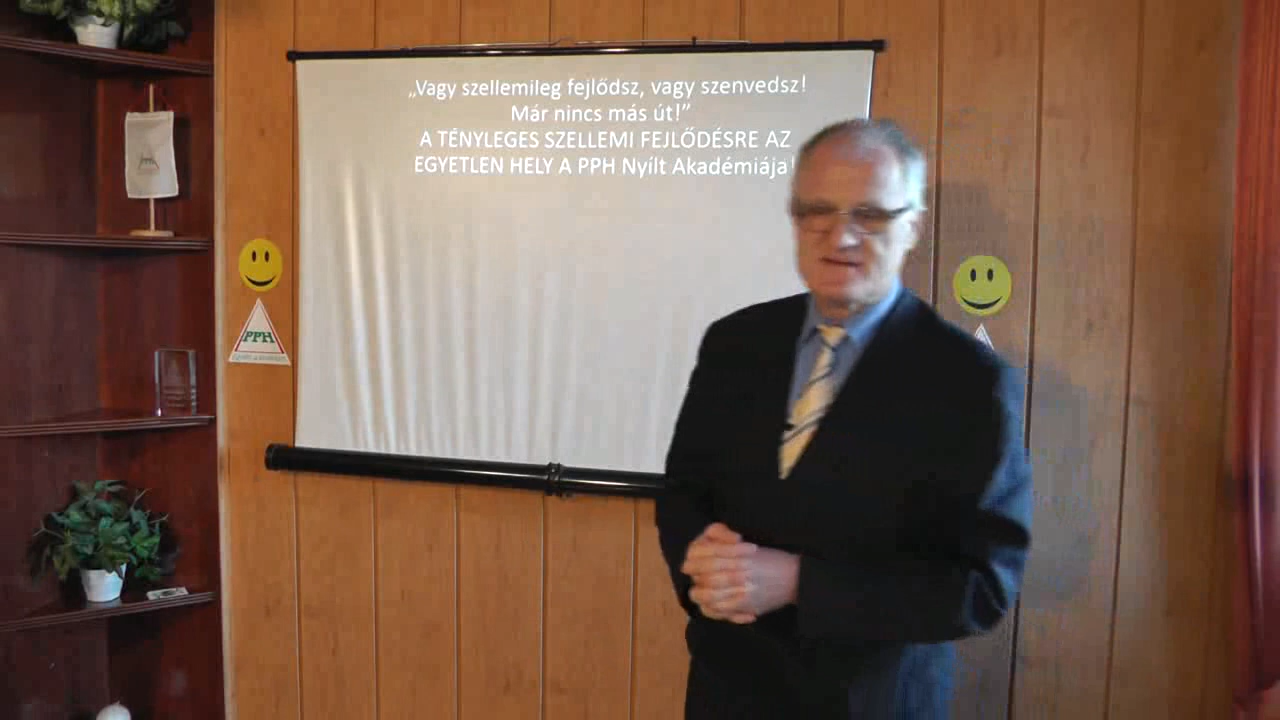 „Vagy szellemileg fejlődsz, vagy szenvedsz!
Már nincs más út!”
A TÉNYLEGES SZELLEMI FEJLŐDÉSRE AZ
EGYETLEN HELY A PPH Nyílt Akadémiája!
PPH